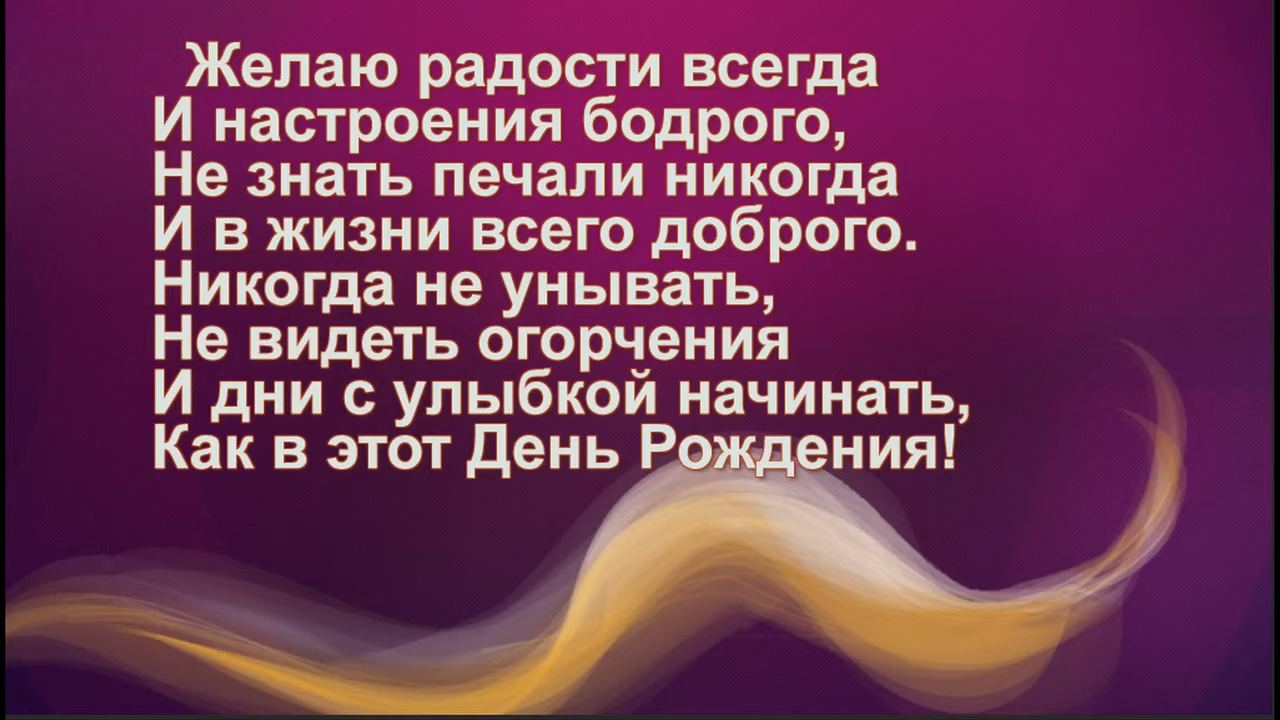 Желаю радости всегда
И настроения бодрого,
Не знать печали никогда
И в жизни всего доброго.
Никогда не унывать,
Не видеть огорчения
И дни с улыбкой начинать,
Как в этот День Рождения!